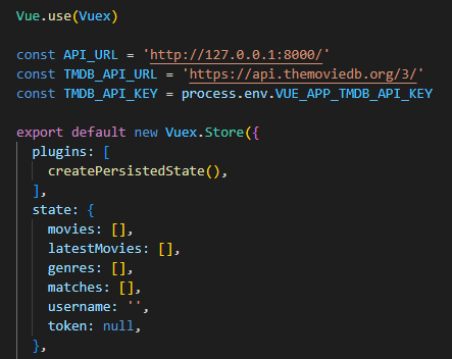 Vue.use(Vuex)
const API_URL = 'http://127.0.0.1:8000/'
const TMDB_API_URL = 'https://api.themoviedb.org/3/'
const TMDB_API_KEY = process.env.VUE_APP_TMDB_API_KEY
export default new Vuex.Store({
  plugins: [
    createPersistedState(),
  ],
  state: {
    movies: [],
    latestMovies: [],
    genres: [],
    matches: [],
    username: '',
    token: null,
  },